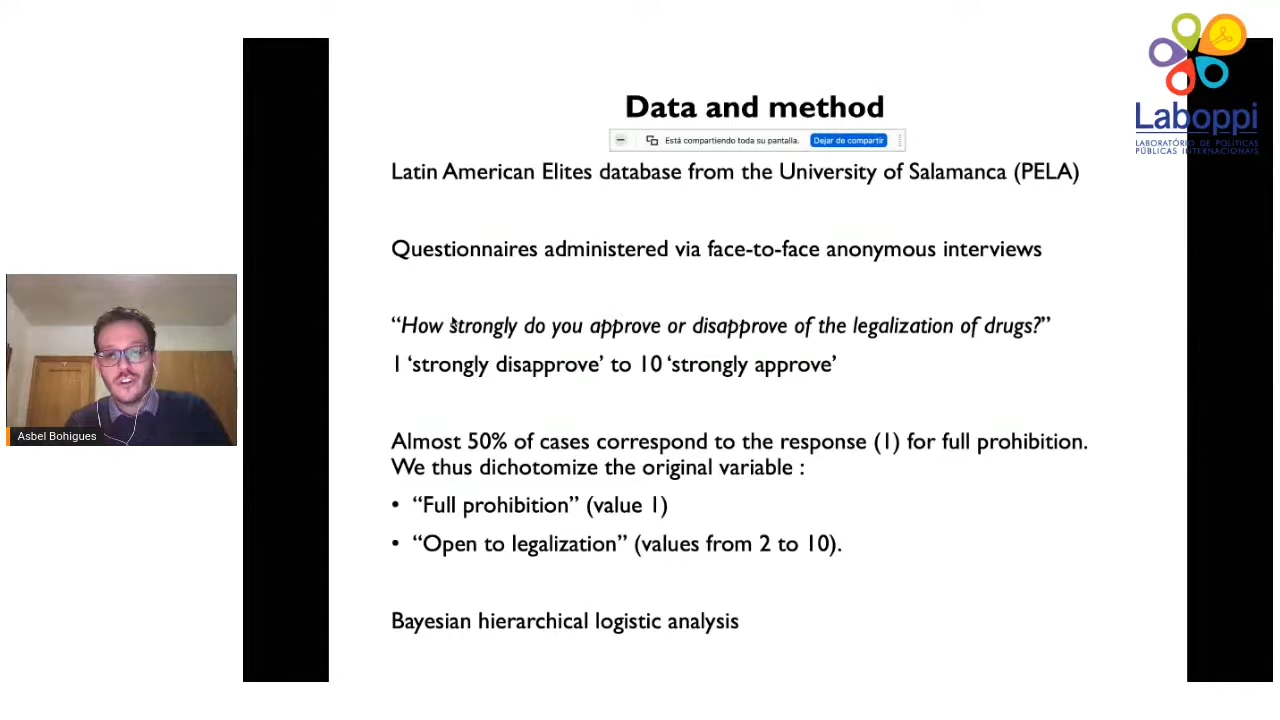 Data and method
Está compartiendo toda su pantalla. Dejar de compartir
Laboppi
LABORATÓRIO DE POLÍTICAS
PÚBLICAS INTERNACIONAIS
Latin American Elites database from the University of Salamanca (PELA)
Questionnaires administered via face-to-face anonymous interviews
“How strongly do you approve or disapprove of the legalization of drugs?”
1 ‘strongly disapprove’ to 10 ‘strongly approve’
Asbel Bohigues
Almost 50% of cases correspond to the response (1) for full prohibition.
We thus dichotomize the original variable :
• “Full prohibition” (value 1)
• “Open to legalization” (values from 2 to 10).
Bayesian hierarchical logistic analysis